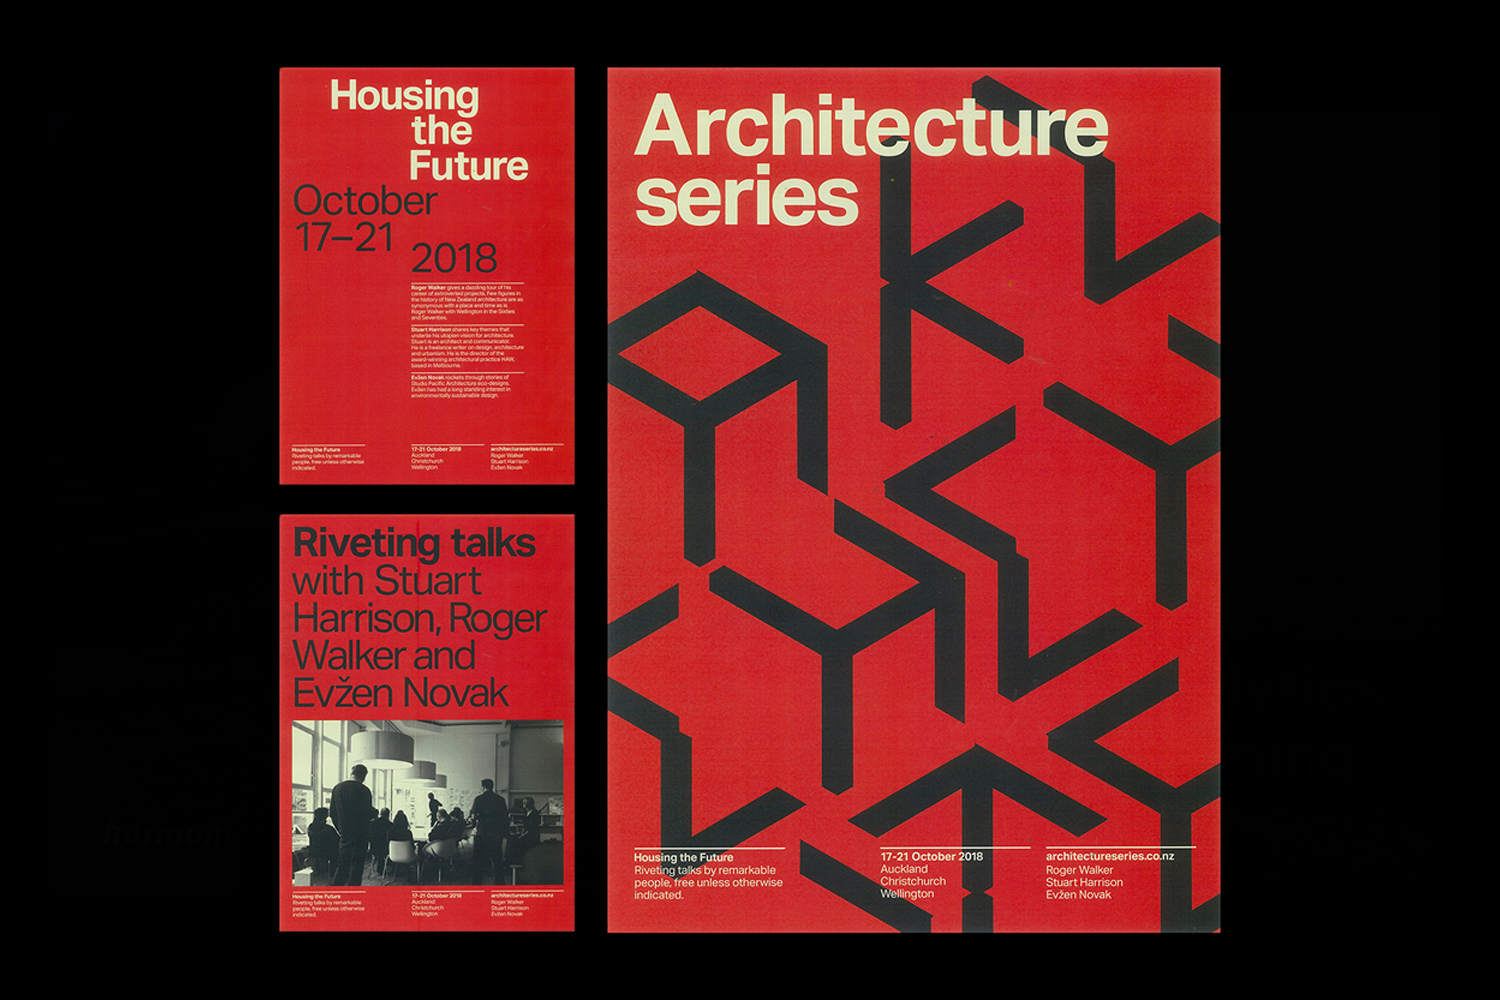 Housing
the
Future
October
17–21
2018
Roger Walker gives a dazzling tour of his
career of extroverted projects. Few figures in
the history of New Zealand architecture are as
synonymous with a place and time as is
Roger Walker with Wellington in the Sixties
and Seventies.
Stuart Harrison shares key themes that
underlie his utopian vision for architecture.
Stuart is an architect and communicator.
He is a freelance writer on design, architecture
and urbanism. He is the director of the
award-winning architectural practice HAW,
based in Melbourne.
Evžen Novak rockets through stories of
Studio Pacific Architecture eco-designs.
Evžen has had a long standing interest in
environmentally sustainable design.
Housing the Future
Riveting talks by remarkable
people, free unless otherwise
indicated.
17-21 October 2018
Auckland
Christchurch
Wellington
architectureseries.co.nz
Roger Walker
Stuart Harrison
Evžen Novak
Riveting talks
with Stuart
Harrison, Roger
Walker and
Evžen Novak
Housing the Future
Riveting talks by remarkable
people, free unless otherwise
indicated.
17-21 October 2018
Auckland
Christchurch
Wellington
architectureseries.co.nz
Roger Walker
Stuart Harrison
Evžen Novak
Architecture
series
Housing the Future
Riveting talks by remarkable
people, free unless otherwise
indicated.
17-21 October 2018
Auckland
Christchurch
Wellington
architectureseries.co.nz
Roger Walker
Stuart Harrison
Evžen Novak